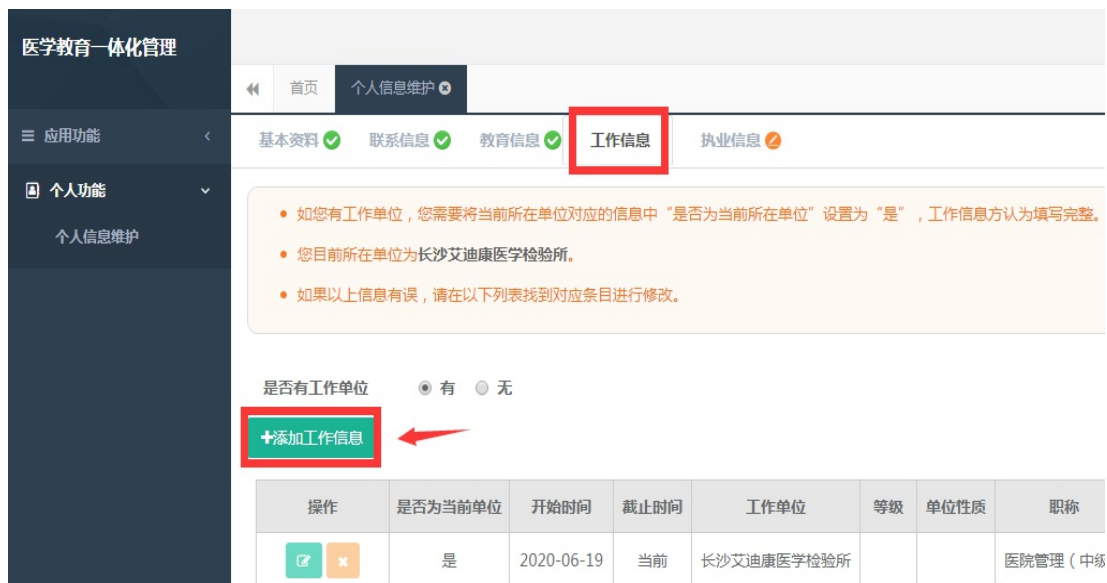 医学教育一体化管理
首页 个人信息维护
应用功能
基本资料 联系信息 教育信息 工作信息 执业信息
个人功能
个人信息维护
如您有工作单位，您需要将当前所在单位对应的信息中“是否为当前所在单位”设置为“是”，工作信息方认为填写完整。
您目前所在单位为长沙艾迪康医学检验所。
如果以上信息有误，请在以下列表找到对应条目进行修改。
是否有工作单位 有 无
+添加工作信息
操作 是否为当前单位 开始时间 截止时间 工作单位 等级 单位性质 职称
是 2020-06-19 当前 长沙艾迪康医学检验所 医院管理（中级